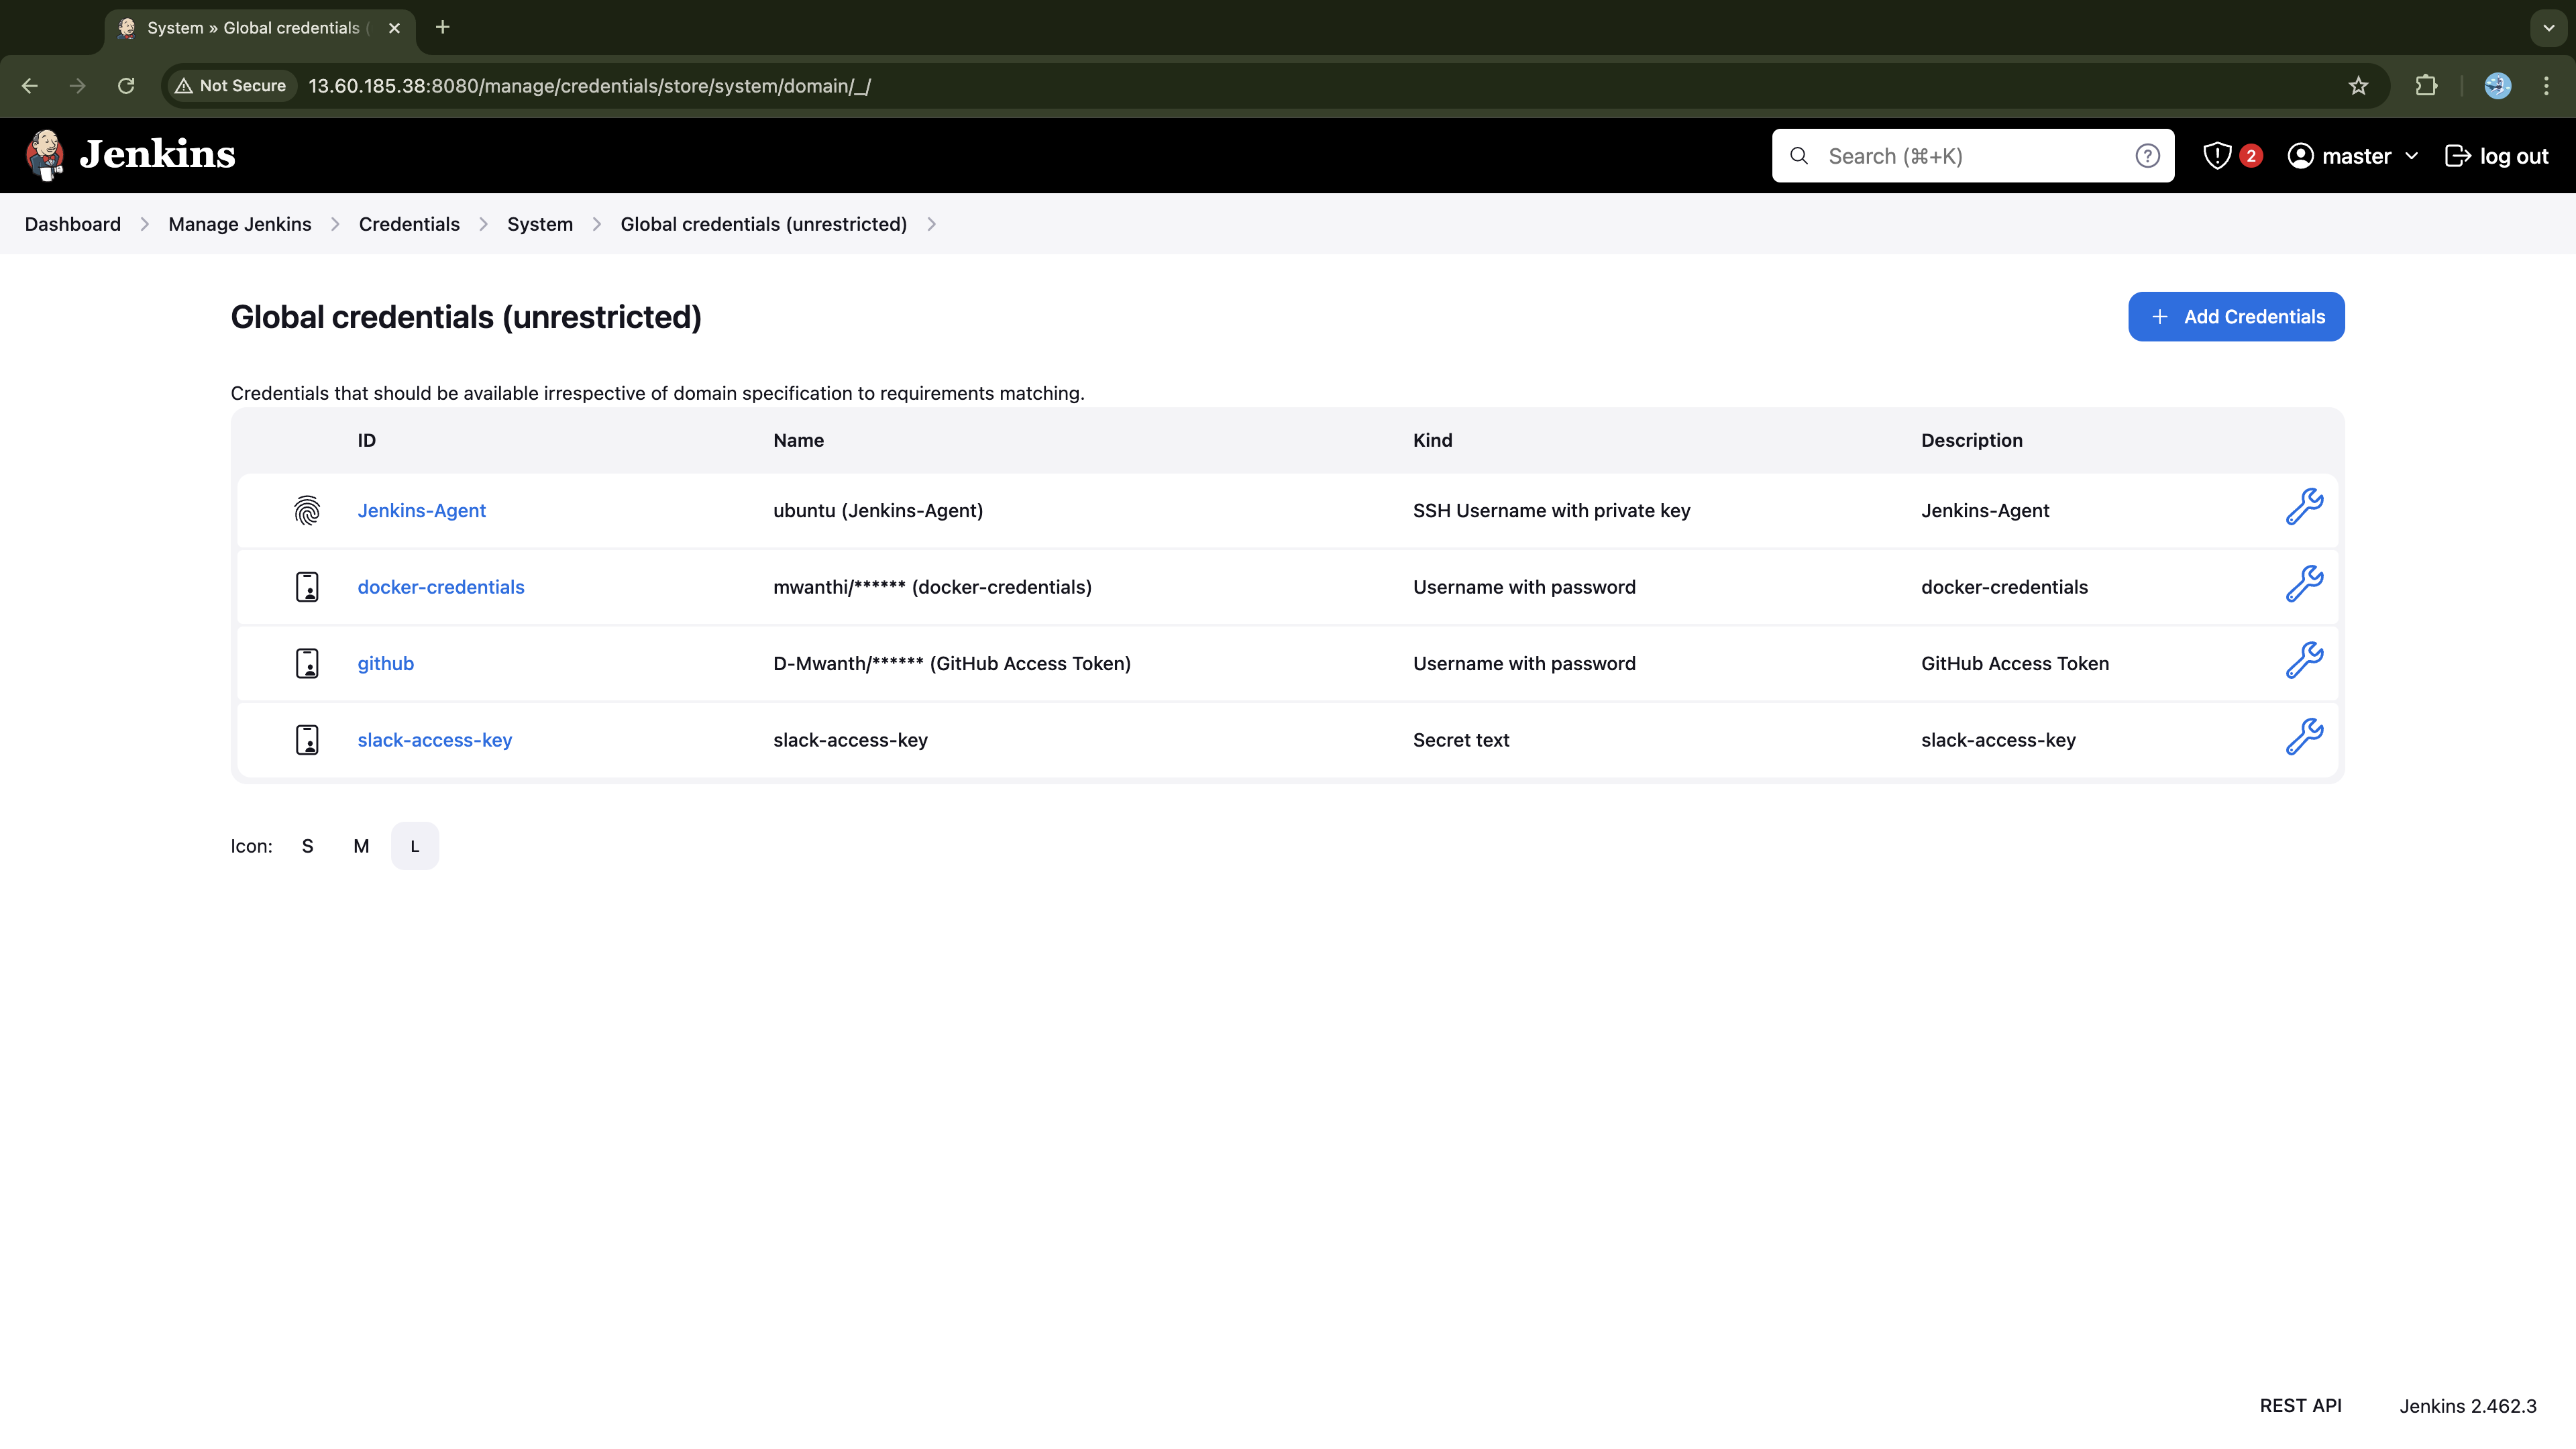 System » Global credentials (
Not Secure 13.60.185.38:8080/manage/credentials/store/system/domain/_/
Jenkins Search (⌘+K) 2 master log out
Dashboard Manage Jenkins Credentials System Global credentials (unrestricted)
Global credentials (unrestricted) Add Credentials
Credentials that should be available irrespective of domain specification to requirements matching.
ID Name Kind Description
Jenkins-Agent ubuntu (Jenkins-Agent) SSH Username with private key Jenkins-Agent
docker-credentials mwanthi/****** (docker-credentials) Username with password docker-credentials
github D-Mwanth/****** (GitHub Access Token) Username with password GitHub Access Token
slack-access-key slack-access-key Secret text slack-access-key
Icon: S M L
REST API Jenkins 2.462.3